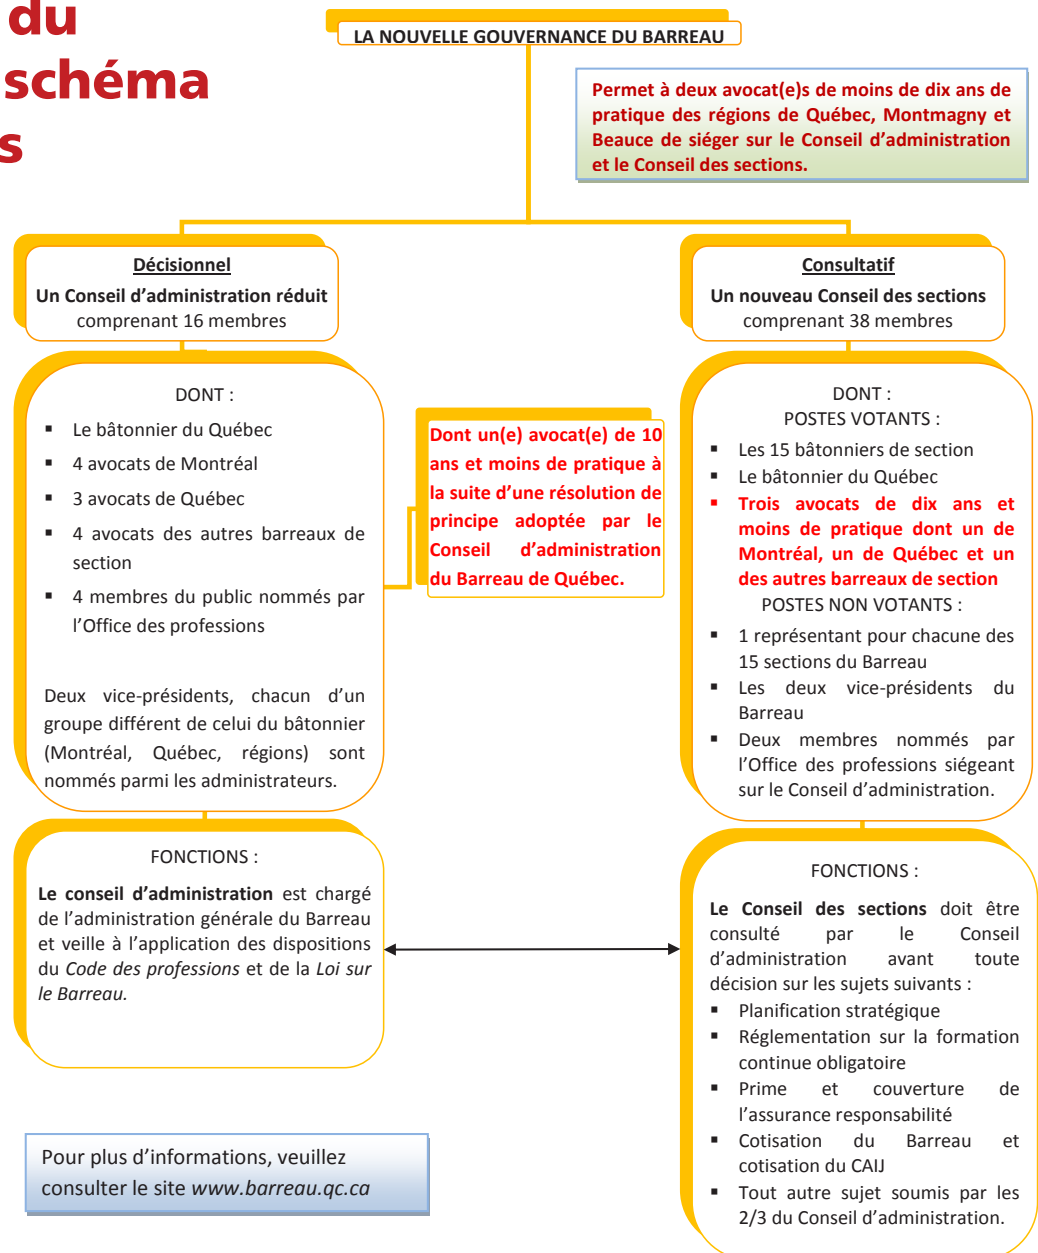 du
schéma
s
LA NOUVELLE GOUVERNANCE DU BARREAU
Permet à deux avocat(e)s de moins de dix ans de
pratique des régions de Québec, Montmagny et
Beauce de siéger sur le Conseil d’administration
et le Conseil des sections.
Décisionnel
Un Conseil d’administration réduit
comprenant 16 membres
Consultatif
Un nouveau Conseil des sections
comprenant 38 membres
DONT :
▪ Le bâtonnier du Québec
▪ 4 avocats de Montréal
▪ 3 avocats de Québec
▪ 4 avocats des autres barreaux de
section
▪ 4 membres du public nommés par
l’Office des professions
Deux vice-présidents, chacun d’un
groupe différent de celui du bâtonnier
(Montréal, Québec, régions) sont
nommés parmi les administrateurs.
Dont un(e) avocat(e) de 10
ans et moins de pratique à
la suite d’une résolution de
principe adoptée par le
Conseil d’administration
du Barreau de Québec.
DONT :
POSTES VOTANTS :
▪ Les 15 bâtonniers de section
▪ Le bâtonnier du Québec
▪ Trois avocats de dix ans et
moins de pratique dont un de
Montréal, un de Québec et un
des autres barreaux de section
POSTES NON VOTANTS :
▪ 1 représentant pour chacune des
15 sections du Barreau
▪ Les deux vice-présidents du
Barreau
▪ Deux membres nommés par
l’Office des professions siégeant
sur le Conseil d’administration.
FONCTIONS :
Le conseil d’administration est chargé
de l’administration générale du Barreau
et veille à l’application des dispositions
du Code des professions et de la Loi sur
le Barreau.
FONCTIONS :
Le Conseil des sections doit être
consulté par le Conseil
d’administration avant toute
décision sur les sujets suivants :
▪ Planification stratégique
▪ Réglementation sur la formation
continue obligatoire
▪ Prime et couverture de
l’assurance responsabilité
▪ Cotisation du Barreau et
cotisation du CAIJ
▪ Tout autre sujet soumis par les
2/3 du Conseil d’administration.
Pour plus d’informations, veuillez
consulter le site www.barreau.qc.ca